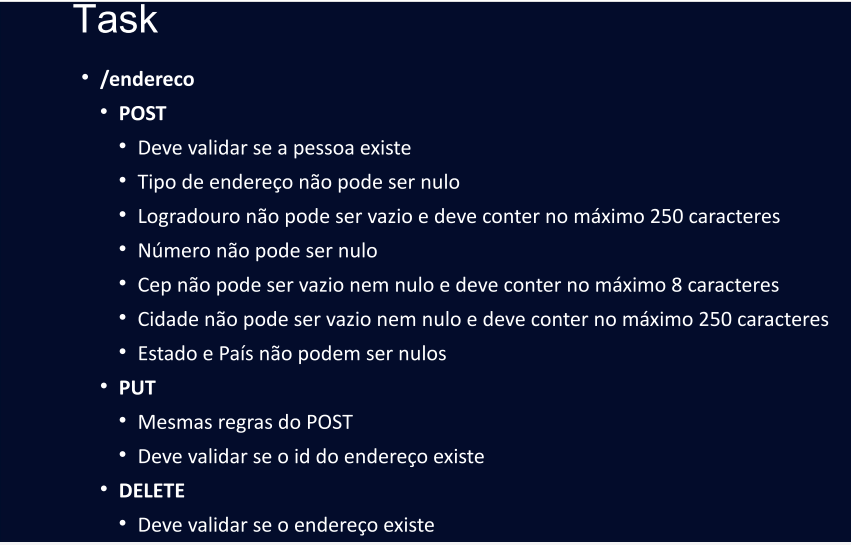 Task
• /endereco
• POST
• Deve validar se a pessoa existe
• Tipo de endereço não pode ser nulo
• Logradouro não pode ser vazio e deve conter no máximo 250 caracteres
• Número não pode ser nulo
• Cep não pode ser vazio nem nulo e deve conter no máximo 8 caracteres
• Cidade não pode ser vazio nem nulo e deve conter no máximo 250 caracteres
• Estado e País não podem ser nulos
• PUT
• Mesmas regras do POST
• Deve validar se o id do endereço existe
• DELETE
• Deve validar se o endereço existe